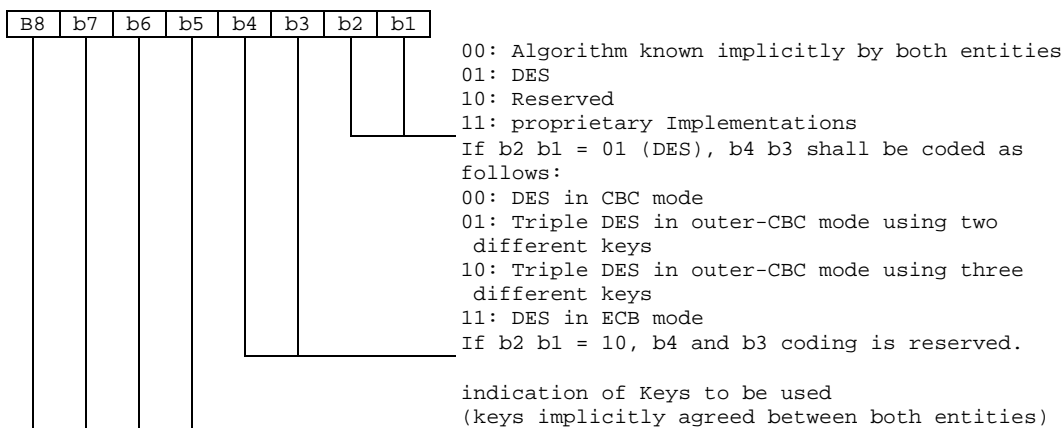 B8 b7 b6 b5 b4 b3 b2 b1
00: Algorithm known implicitly by both entities
01: DES
10: Reserved
11: proprietary Implementations
If b2 b1 = 01 (DES), b4 b3 shall be coded as
follows:
00: DES in CBC mode
01: Triple DES in outer-CBC mode using two
different keys
10: Triple DES in outer-CBC mode using three
different keys
11: DES in ECB mode
If b2 b1 = 10, b4 and b3 coding is reserved.
indication of Keys to be used
(keys implicitly agreed between both entities)